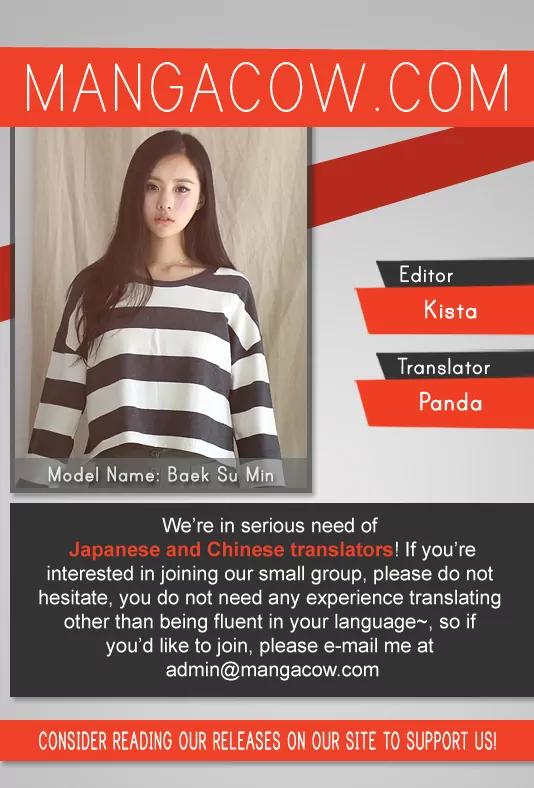 MANGACOW.COM
Model Name: Baek Su Min
Editor
Kista
Translator
Panda
We're in serious need of
Japanese and Chinese translators! If you're
interested in joining our small group, please do not
hesitate, you do not need any experience translating
other than being fluent in your language~, so if
you'd like to join, please e-mail me at
admin@mangacow.com
CONSIDER READING OUR RELEASES ON OUR SITE TO SUPPORT US!